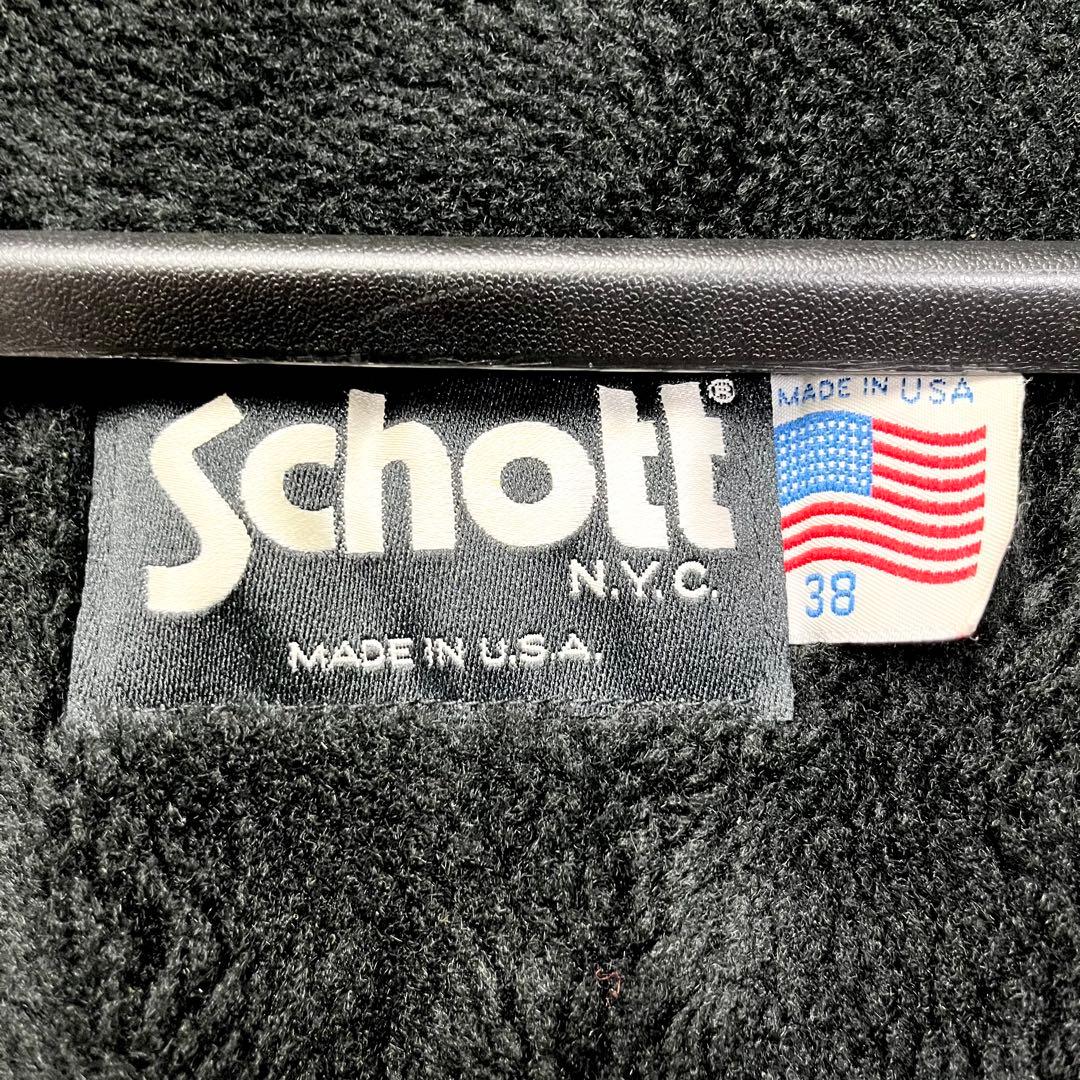 Schott®
N.Y.C.
MADE IN U.S.A.
MADE IN USA
38